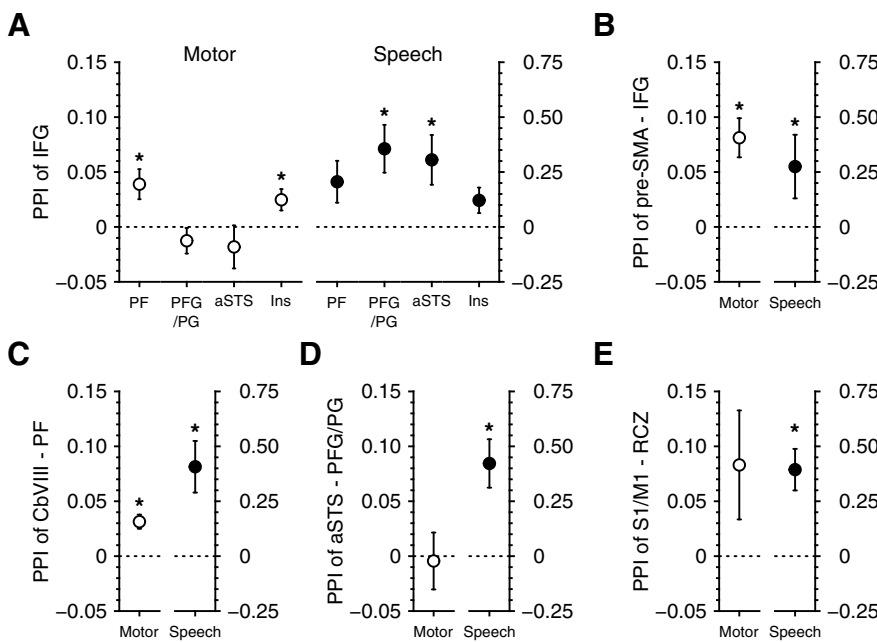 A
Motor
Speech
PPI of IFG
0.15
0.10
0.05
0
−0.05
0.75
0.50
0.25
0
−0.25
*
*
*
*
PF
PFG
/PG
aSTS
Ins
PF
PFG
/PG
aSTS
Ins
B
PPI of pre-SMA - IFG
0.15
0.10
0.05
0
−0.05
0.75
0.50
0.25
0
−0.25
*
*
Motor
Speech
C
PPI of CbVIII - PF
0.15
0.10
0.05
0
−0.05
0.75
0.50
0.25
0
−0.25
*
*
Motor
Speech
D
PPI of aSTS - PFG/PG
0.15
0.10
0.05
0
−0.05
0.75
0.50
0.25
0
−0.25
*
Motor
Speech
E
PPI of S1/M1 - RCZ
0.15
0.10
0.05
0
−0.05
0.75
0.50
0.25
0
−0.25
*
Motor
Speech